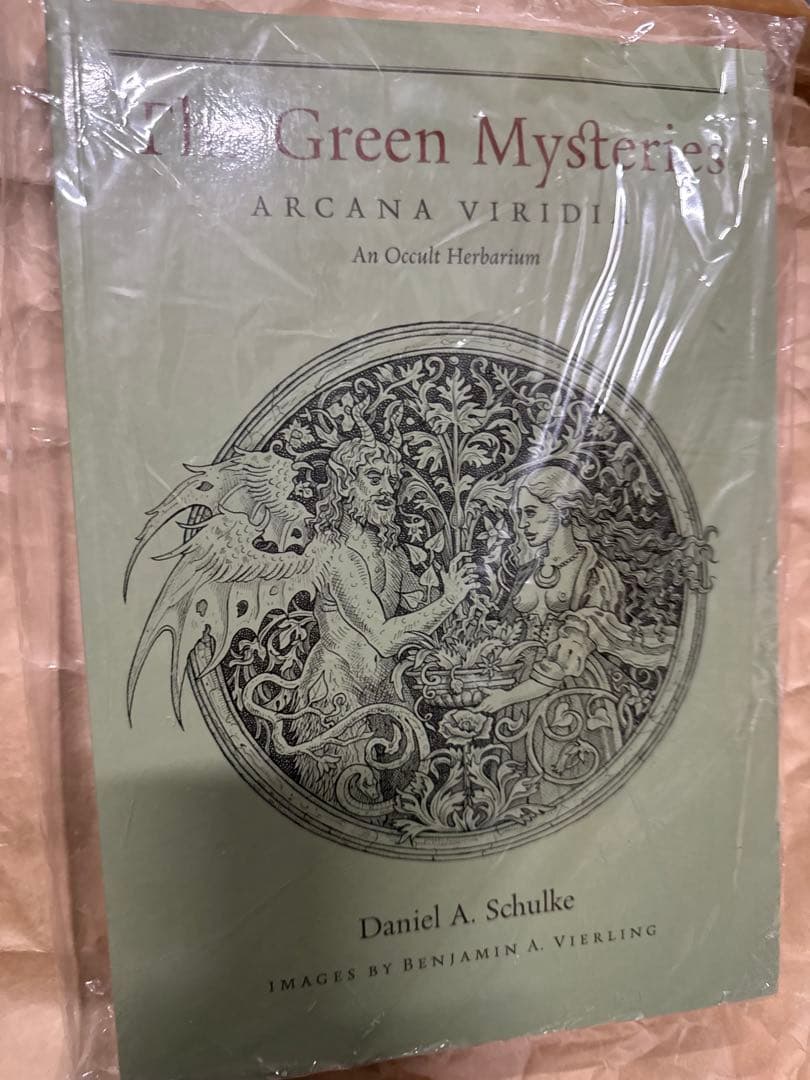 The Green Mysteries
ARCANA VIRIDIA
An Occult Herbarium
Daniel A. Schulke
IMAGES BY BENJAMIN A. VIERLING